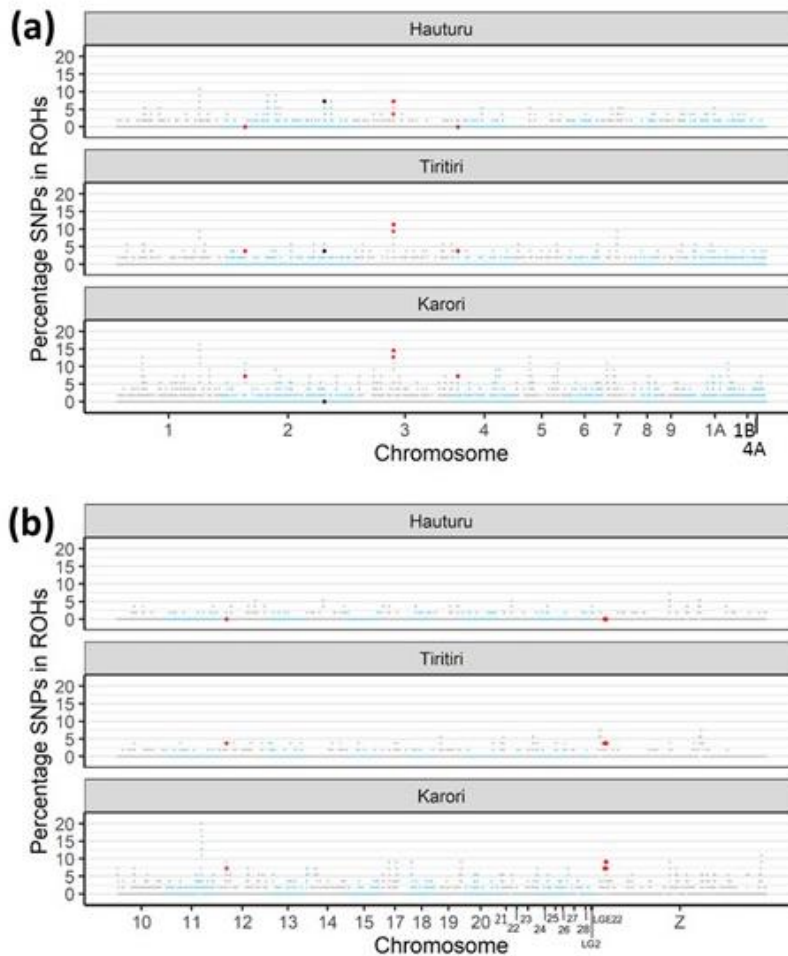 (a)
Hauturu
20
15
10
5
0
Tiritiri
20
15
10
5
0
Karori
20
15
10
5
0
Percentage SNPs in ROHs
1 2 3 4 5 6 7 8 9 1A 1B
4A
Chromosome
(b)
Hauturu
20
15
10
5
0
Tiritiri
20
15
10
5
0
Karori
20
15
10
5
0
Percentage SNPs in ROHs
10 11 12 13 14 15 17 18 19 20 21 23 25 27 LGE22 Z
22 24 26 28
LG2
Chromosome